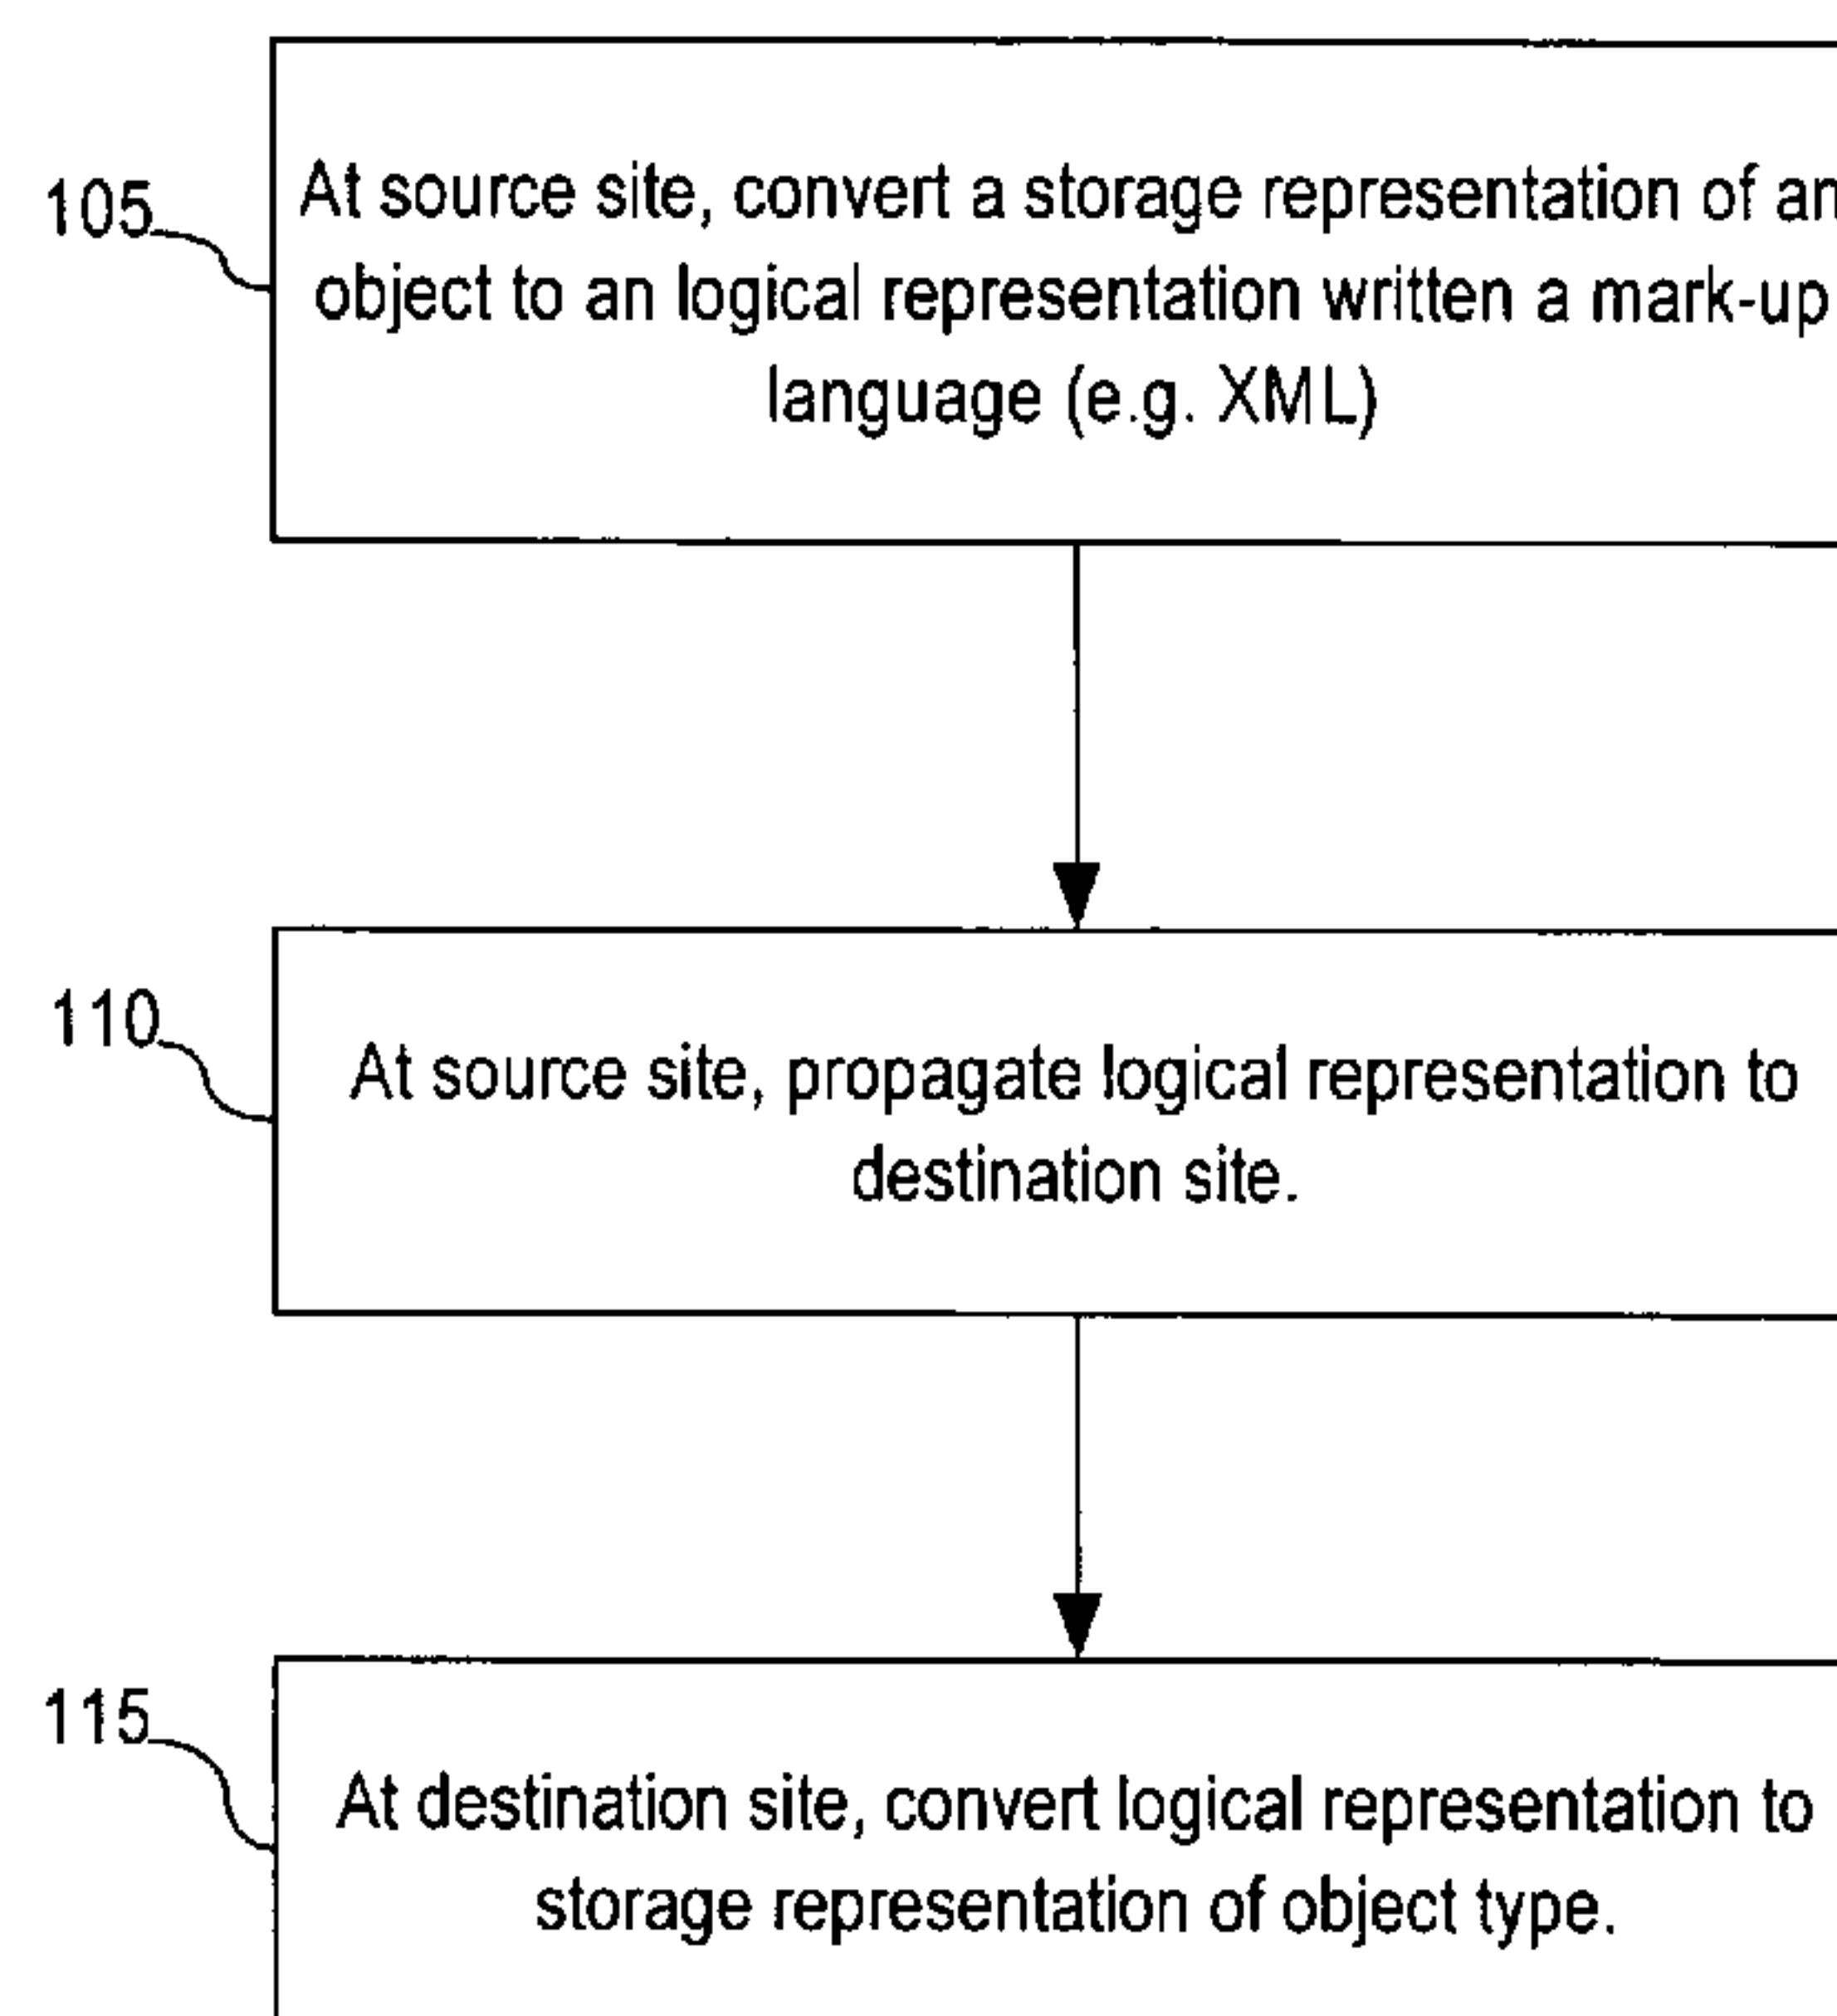 105
At source site, convert a storage representation of an
object to an logical representation written a mark-up
language (e.g. XML)
110
At source site, propagate logical representation to
destination site.
115
At destination site, convert logical representation to
storage representation of object type.